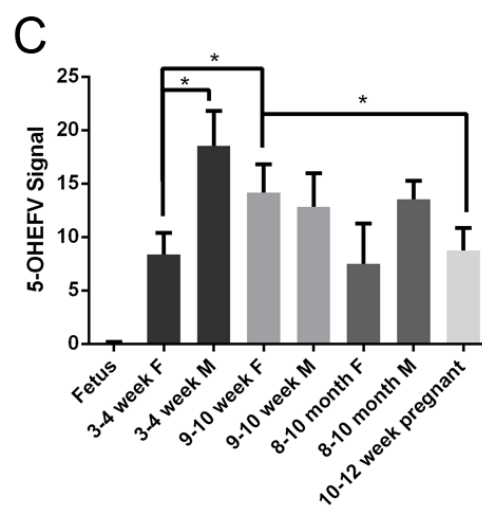 C
*
*
*
25
20
15
10
5
0
5-OHEFV Signal
Fetus
3-4 week F
3-4 week M
9-10 week F
9-10 week M
8-10 month F
8-10 month M
10-12 week pregnant